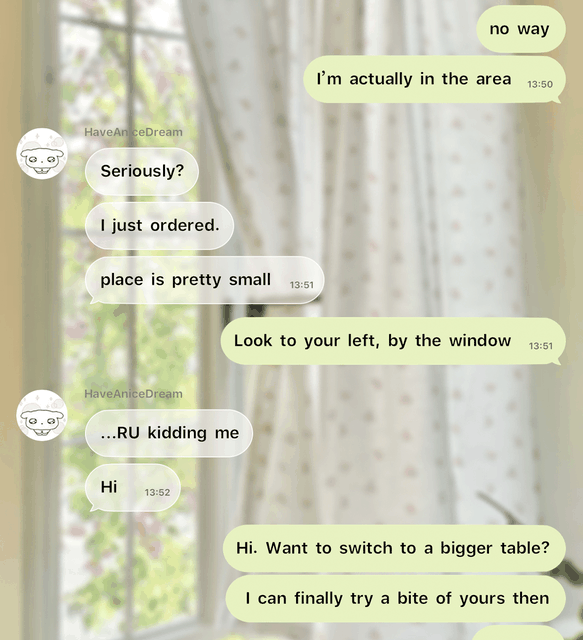 no way
I'm actually in the area 13:50
HaveAniceDream
Seriously?
I just ordered.
place is pretty small 13:51
Look to your left, by the window 13:51
HaveAniceDream
...RU kidding me
Hi 13:52
Hi. Want to switch to a bigger table?
I can finally try a bite of yours then